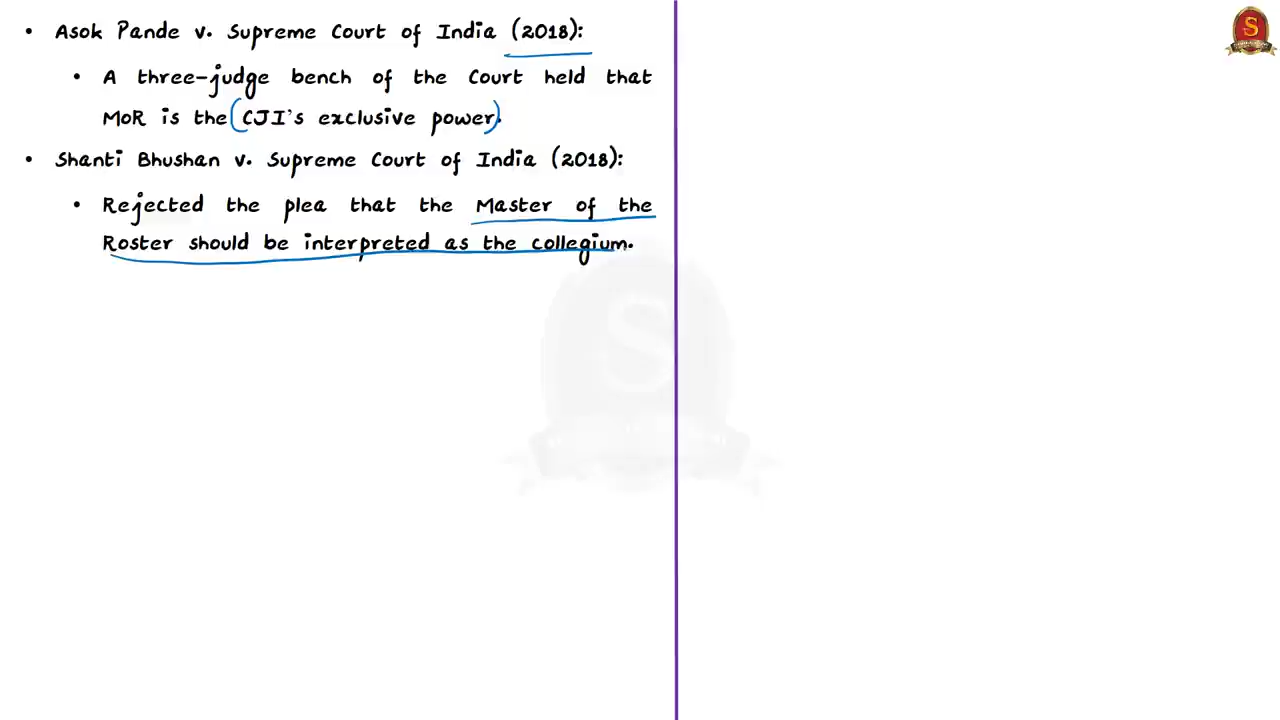 • Asok Pande v. Supreme Court of India (2018):
• A three-judge bench of the Court held that
MoR is the CJI's exclusive power.
• Shanti Bhushan v. Supreme Court of India (2018):
• Rejected the plea that the Master of the
Roster should be interpreted as the collegium.
S